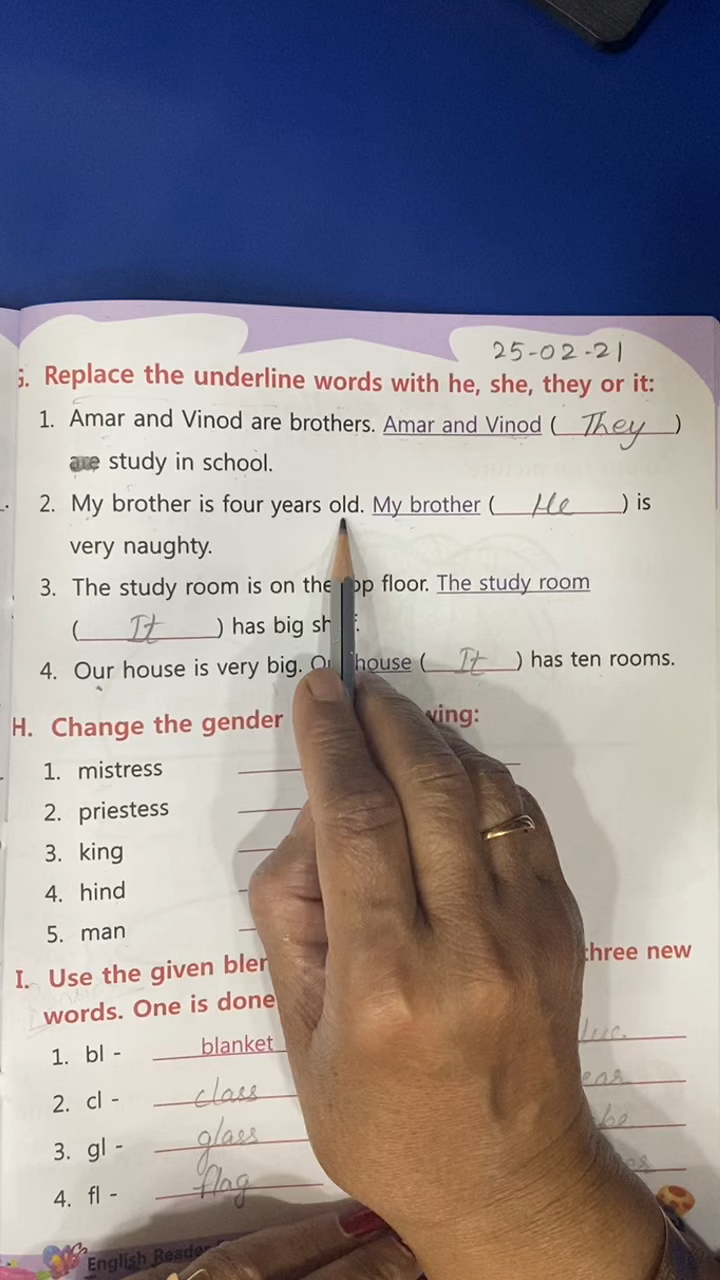 25-02-21
G. Replace the underline words with he, she, they or it:
1. Amar and Vinod are brothers. Amar and Vinod ( They )
are study in school.
2. My brother is four years old. My brother ( He ) is
very naughty.
3. The study room is on the floor. The study room
( It ) has big
4. Our house is very big. house ( It ) has ten rooms.
H. Change the gender
1. mistress
2. priestess
3. king
4. hind
5. man
I. Use the given three new
words. One is done
1. bl - blanket
2. cl - class
3. gl - glass
4. fl - flag
English Reader